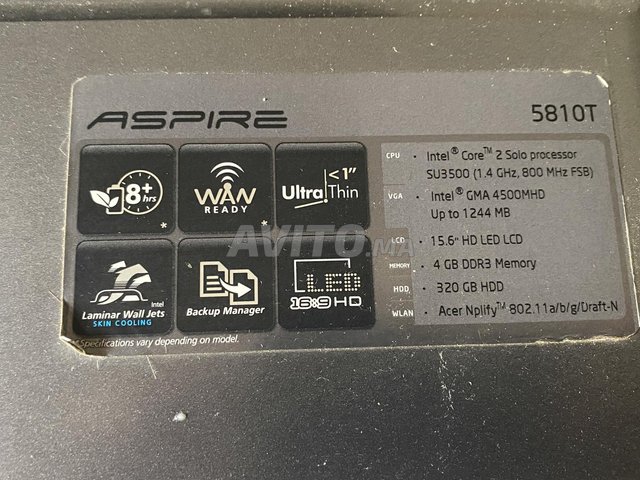 ASPIRE
5810T
8+
hrs
*
WAN
READY
*
<1"
Ultra Thin
Intel
Laminar Wall Jets
SKIN COOLING
Backup Manager
LED
16:9 HQ
CPU • Intel® Core™ 2 Solo processor
SU3500 (1.4 GHz, 800 MHz FSB)
VGA • Intel® GMA 4500MHD
Up to 1244 MB
LCD • 15.6" HD LED LCD
MEMORY • 4 GB DDR3 Memory
HDD • 320 GB HDD
WLAN • Acer Nplify™ 802.11a/b/g/Draft-N
*Specifications vary depending on model.
AVITO.ma